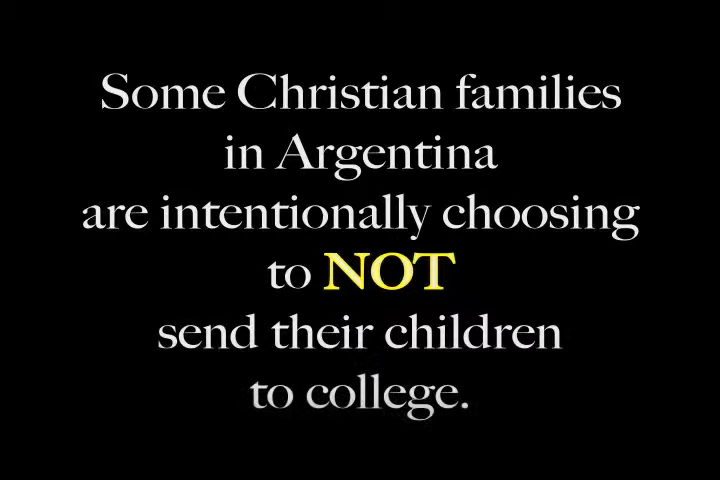 Some Christian families
in Argentina
are intentionally choosing
to NOT
send their children
to college.